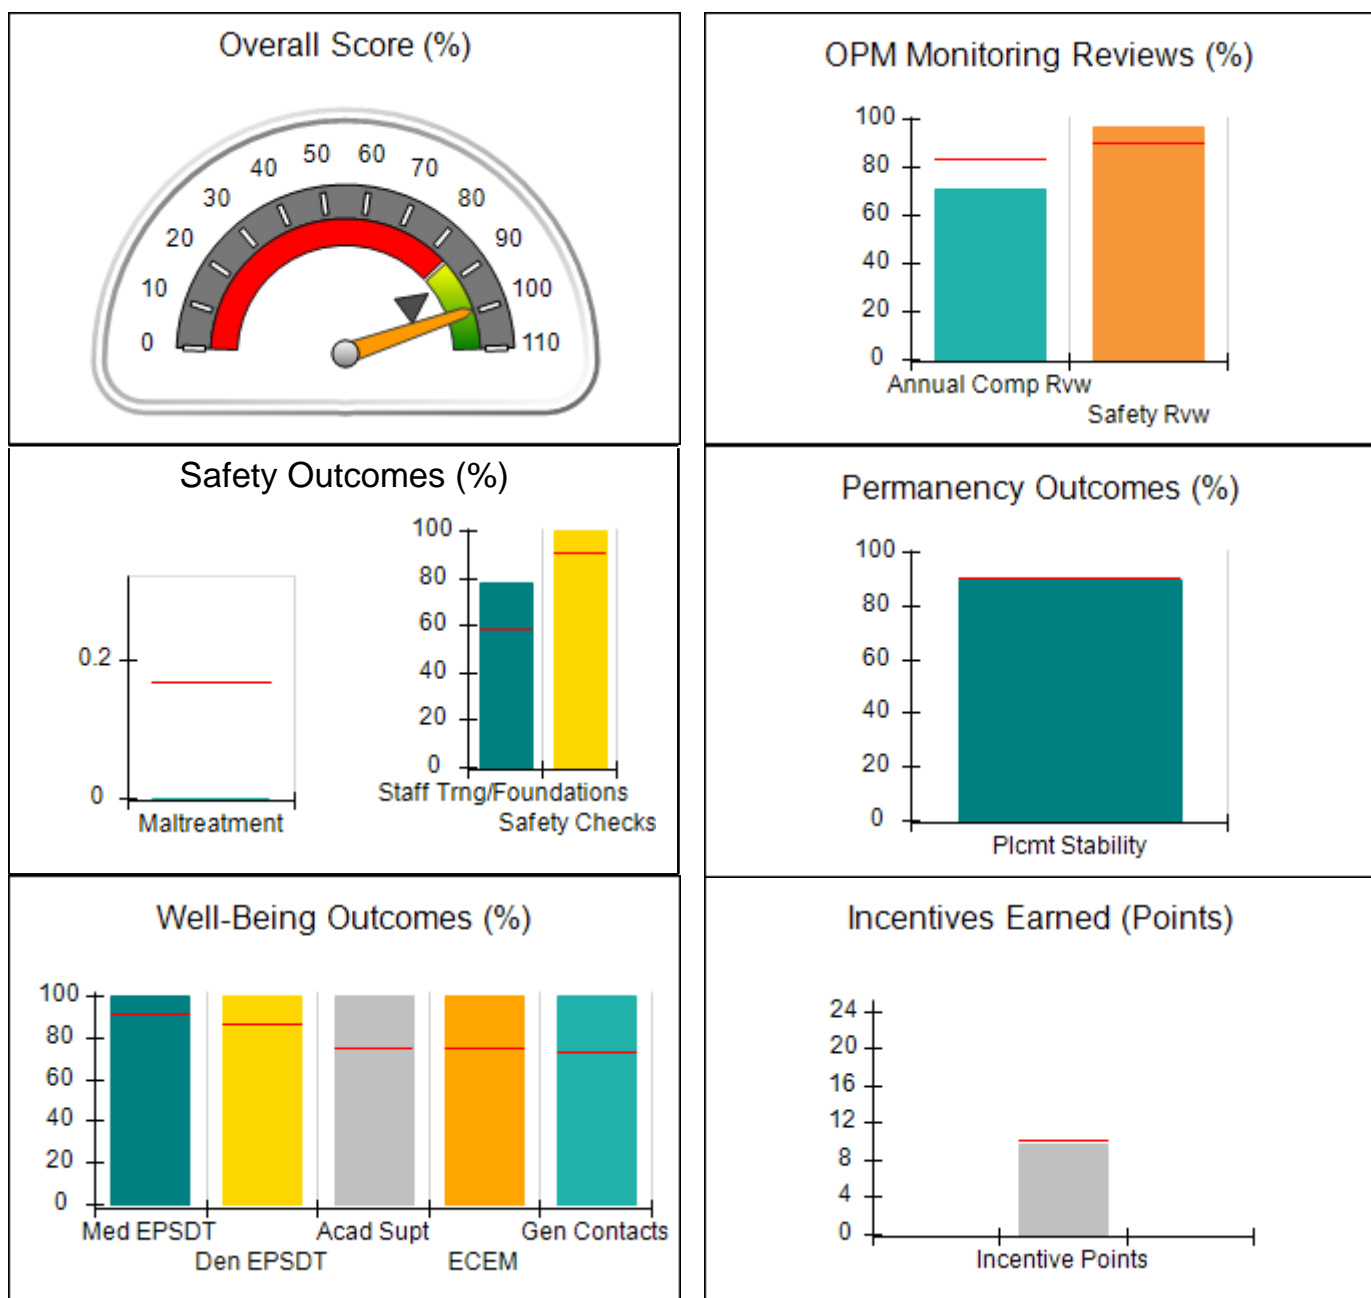 Overall Score (%)
0
10
20
30
40
50
60
70
80
90
100
110
OPM Monitoring Reviews (%)
100
80
60
40
20
0
Annual Comp Rvw
Safety Rvw
Safety Outcomes (%)
0.2
0
Maltreatment
100
80
60
40
20
0
Staff Trng/Foundations
Safety Checks
Permanency Outcomes (%)
100
80
60
40
20
0
Plcmt Stability
Well-Being Outcomes (%)
100
80
60
40
20
0
Med EPSDT
Den EPSDT
Acad Supt
ECEM
Gen Contacts
Incentives Earned (Points)
24
20
16
12
8
4
0
Incentive Points